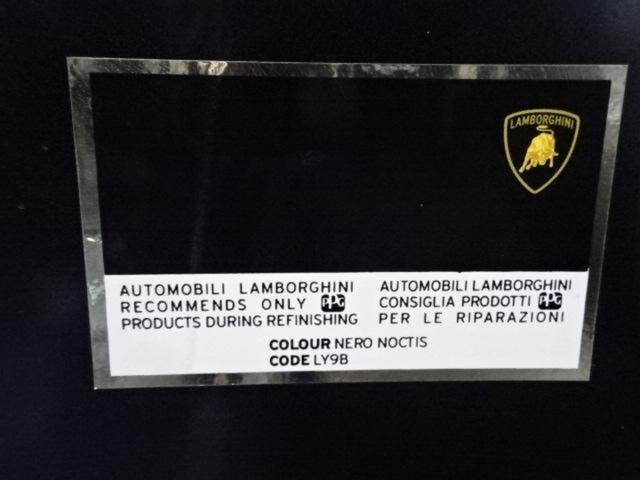 LAMBORGHINI
AUTOMOBILI LAMBORGHINI
RECOMMENDS ONLY PPG
PRODUCTS DURING REFINISHING
AUTOMOBILI LAMBORGHINI
CONSIGLIA PRODOTTI PPG
PER LE RIPARAZIONI
COLOUR NERO NOCTIS
CODE LY9B